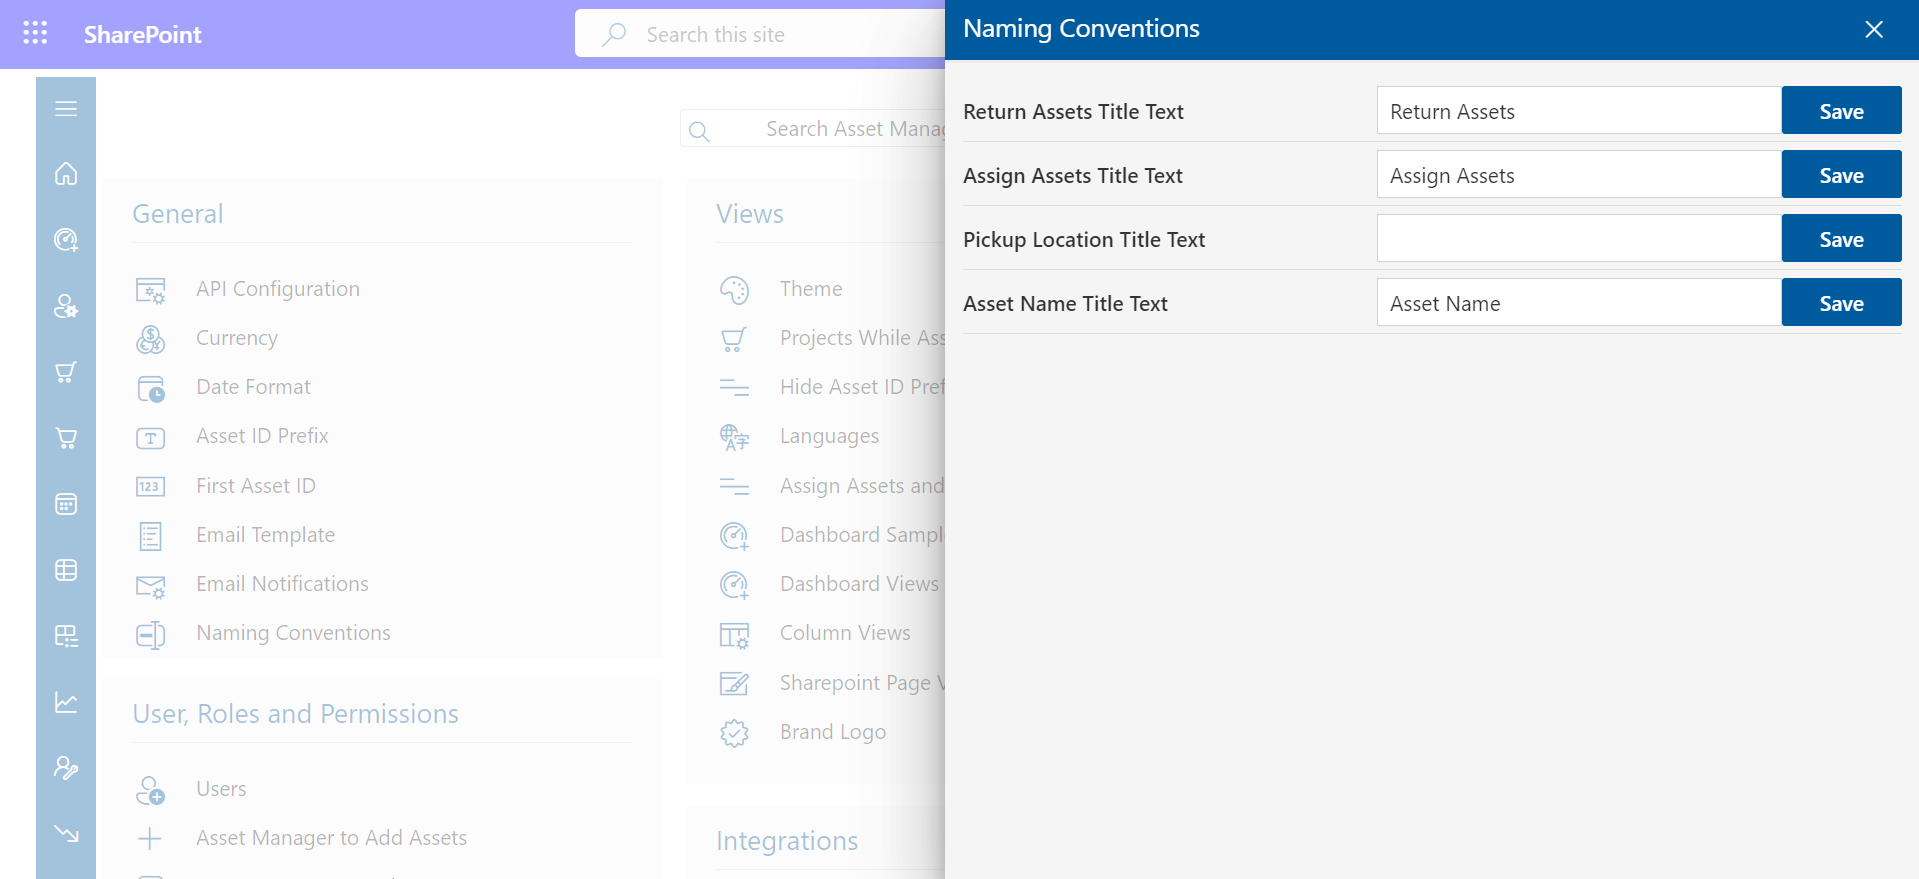 SharePoint
Search this site
Naming Conventions
Return Assets Title Text
Return Assets
Save
Assign Assets Title Text
Assign Assets
Save
Pickup Location Title Text
Save
Asset Name Title Text
Asset Name
Save
Search Asset Manag
General
API Configuration
Currency
Date Format
Asset ID Prefix
First Asset ID
Email Template
Email Notifications
Naming Conventions
User, Roles and Permissions
Users
Asset Manager to Add Assets
Views
Theme
Projects While Ass
Hide Asset ID Pref
Languages
Assign Assets and
Dashboard Sampl
Dashboard Views
Column Views
Sharepoint Page V
Brand Logo
Integrations